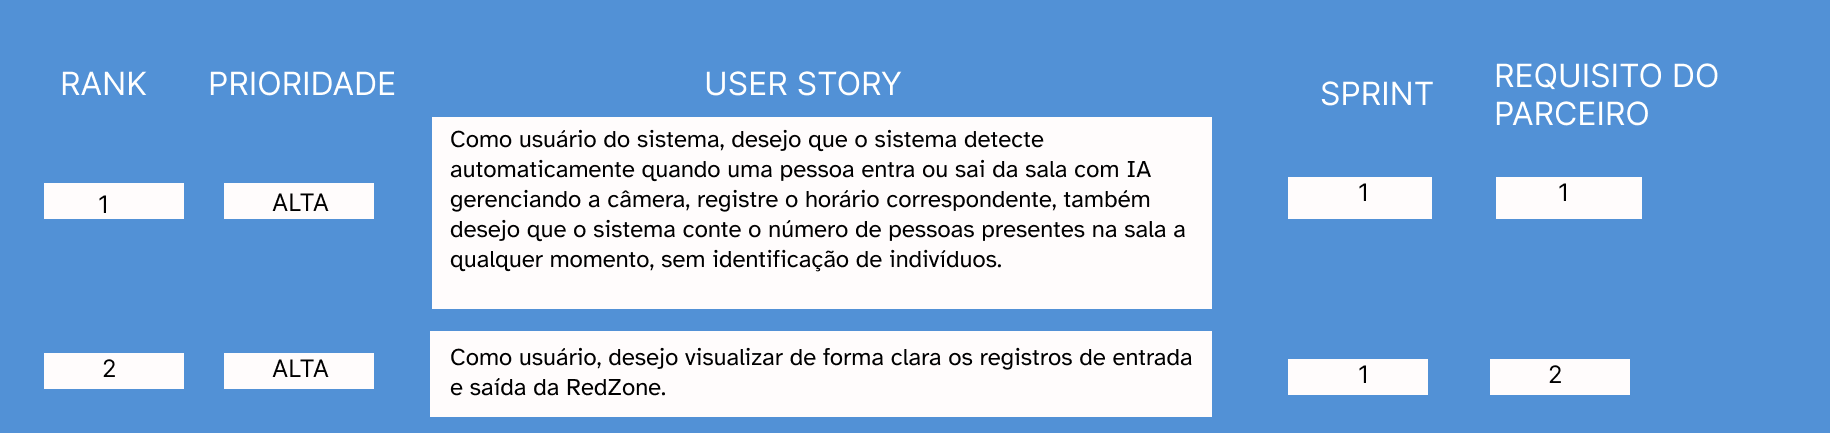 RANK
PRIORIDADE
USER STORY
SPRINT
REQUISITO DO
PARCEIRO
1
ALTA
Como usuário do sistema, desejo que o sistema detecte
automaticamente quando uma pessoa entra ou sai da sala com IA
gerenciando a câmera, registre o horário correspondente, também
desejo que o sistema conte o número de pessoas presentes na sala a
qualquer momento, sem identificação de indivíduos.
1
1
2
ALTA
Como usuário, desejo visualizar de forma clara os registros de entrada
e saída da RedZone.
1
2